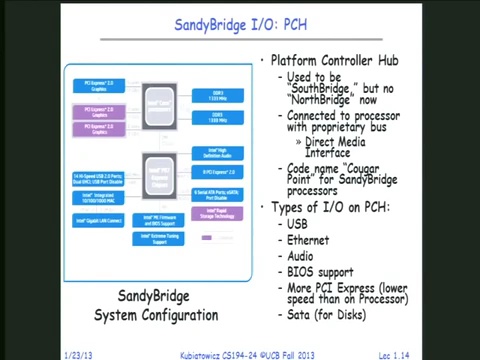 SandyBridge I/O: PCH
PCI Express* 2.0
Graphics
PCI Express* 2.0
Graphics
PCI Express* 2.0
Graphics
DDR3
1333 MHz
DDR3
1333 MHz
14 Hi-Speed USB 2.0 Ports;
Dual EHCI; USB Port Disable
Intel® Integrated
10/100/1000 MAC
Intel® Gigabit LAN Connect
Intel® High
Definition Audio
8 PCI Express* 2.0
6 Serial ATA Ports; eSATA;
Port Disable
Intel® Rapid
Storage Technology
Intel® ME Firmware
and BIOS Support
Intel® Extreme Tuning
Support
SandyBridge
System Configuration
• Platform Controller Hub
– Used to be
"SouthBridge," but no
"NorthBridge" now
– Connected to processor
with proprietary bus
» Direct Media
Interface
– Code name "Cougar
Point" for SandyBridge
processors
• Types of I/O on PCH:
– USB
– Ethernet
– Audio
– BIOS support
– More PCI Express (lower
speed than on Processor)
– Sata (for Disks)
1/23/13
Kubiatowicz CS194-24 ©UCB Fall 2013
Lec 1.14